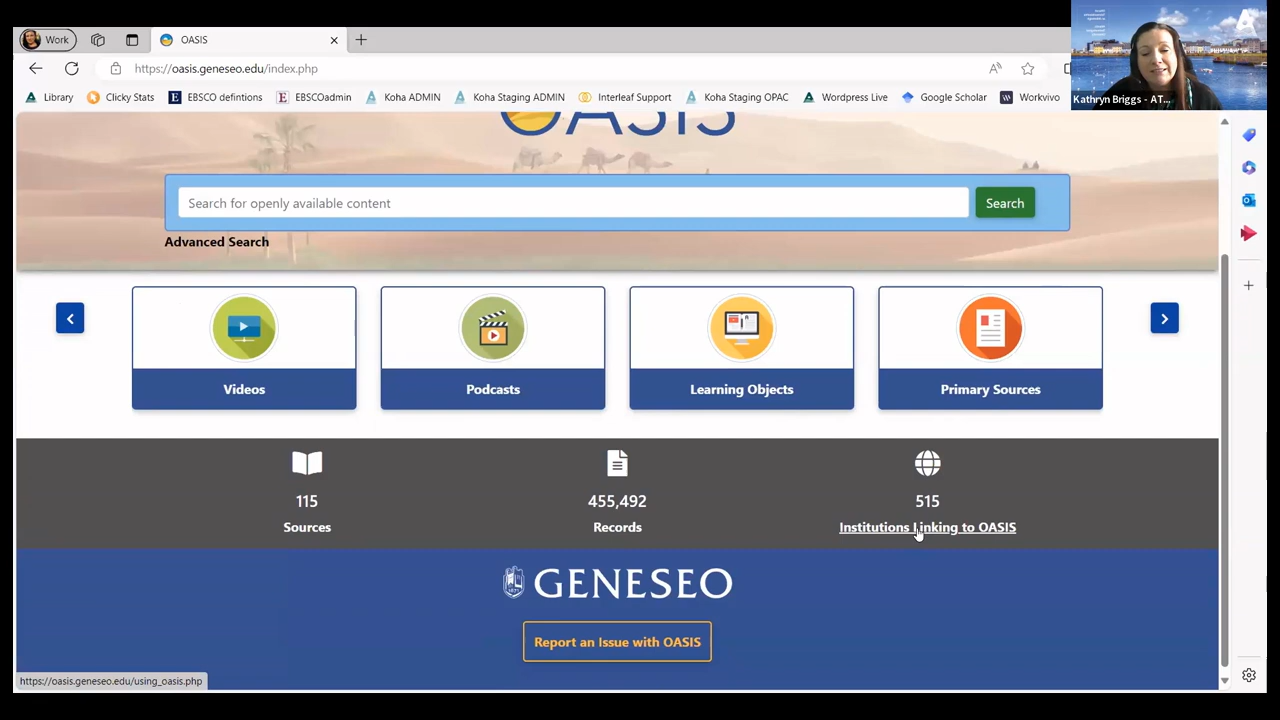 Work
OASIS
https://oasis.geneseo.edu/index.php
Library
Clicky Stats
EBSCO defintions
EBSCOadmin
Koha ADMIN
Koha Staging ADMIN
Interleaf Support
Koha Staging OPAC
Wordpress Live
Google Scholar
Workvivo
Kathryn Briggs - AT...
OASIS
Search for openly available content
Search
Advanced Search
Videos
Podcasts
Learning Objects
Primary Sources
115
Sources
455,492
Records
515
Institutions Linking to OASIS
GENESEO
Report an Issue with OASIS
https://oasis.geneseo.edu/using_oasis.php